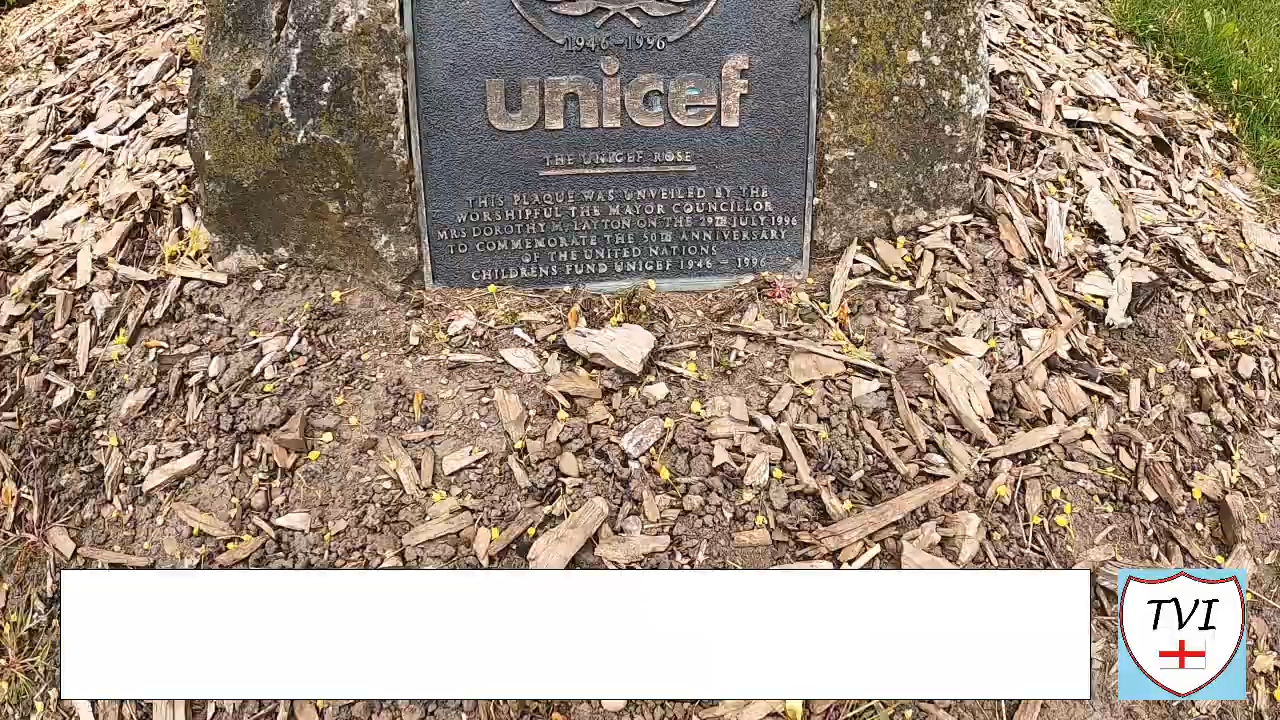 1946–1996
unicef
THE UNICEF ROSE
THIS PLAQUE WAS UNVEILED BY THE
WORSHIPFUL THE MAYOR COUNCILLOR
MRS DOROTHY M. LAYTON ON THE 29TH JULY 1996
TO COMMEMORATE THE 50TH ANNIVERSARY
OF THE UNITED NATIONS
CHILDRENS FUND UNICEF 1946 – 1996
TVI